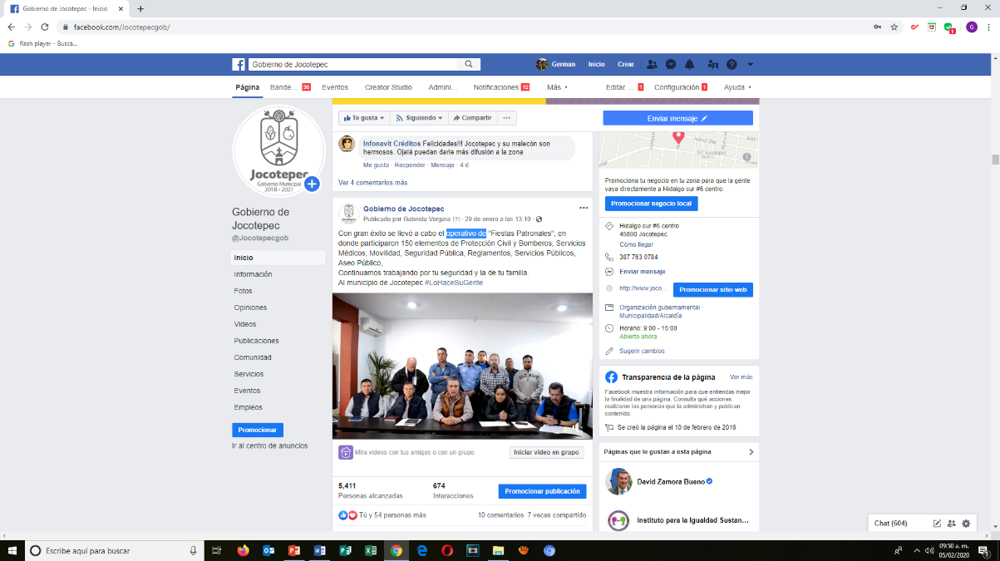 Gobierno de Jocotepec - Inicio
facebook.com/Jocotepecgob/
flash player - Busca...
Gobierno de Jocotepec
German
Inicio
Crear
Página
Bande... 36
Eventos
Creator Studio
Admini...
Notificaciones 12
Más
Editar ... 1
Configuración 1
Ayuda
Jocotepec
Gobierno Municipal
2018 - 2021
Gobierno de
Jocotepec
@Jocotepecgob
Inicio
Información
Fotos
Opiniones
Videos
Publicaciones
Comunidad
Servicios
Eventos
Empleos
Promocionar
Ir al centro de anuncios
Te gusta
Siguiendo
Compartir
Infonavit Créditos Felicidades!!! Jocotepec y su malecón son
hermosos. Ojalá puedan darle más difusión a la zona
Me gusta · Responder · Mensaje · 4 d
Ver 4 comentarios más
Gobierno de Jocotepec
Publicado por Gabriela Vergara [?] · 29 de enero a las 13:10 ·
Con gran éxito se llevó a cabo el operativo de "Fiestas Patronales", en
donde participaron 150 elementos de Protección Civil y Bomberos, Servicios
Médicos, Movilidad, Seguridad Pública, Reglamentos, Servicios Públicos,
Aseo Público,
Continuamos trabajando por tu seguridad y la de tu familia.
Al municipio de Jocotepec #LoHaceSuGente
Mira videos con tus amigos o con un grupo
Iniciar video en grupo
5,411
Personas alcanzadas
674
Interacciones
Promocionar publicación
Tú y 54 personas más
10 comentarios 7 veces compartido
Enviar mensaje
Promociona tu negocio en tu zona para que la gente
vaya directamente a Hidalgo sur #6 centro.
Promocionar negocio local
Hidalgo sur #6 centro
45800 Jocotepec
Cómo llegar
387 763 0784
Enviar mensaje
http://www.joco...
Promocionar sitio web
Organización gubernamental ·
Municipalidad/Alcaldía
Horario: 9:00 - 15:00
Abierto ahora
Sugerir cambios
Transparencia de la página
Ver más
Facebook muestra información para que entiendas mejor
la finalidad de una página. Consulta qué acciones
realizaron las personas que la administran y publican
contenido.
Se creó la página el 10 de febrero de 2016
Páginas que le gustan a esta página
David Zamora Bueno
Instituto para la Igualdad Sustan...
Chat (604)
Escribe aquí para buscar
09:50 a. m.
05/02/2020